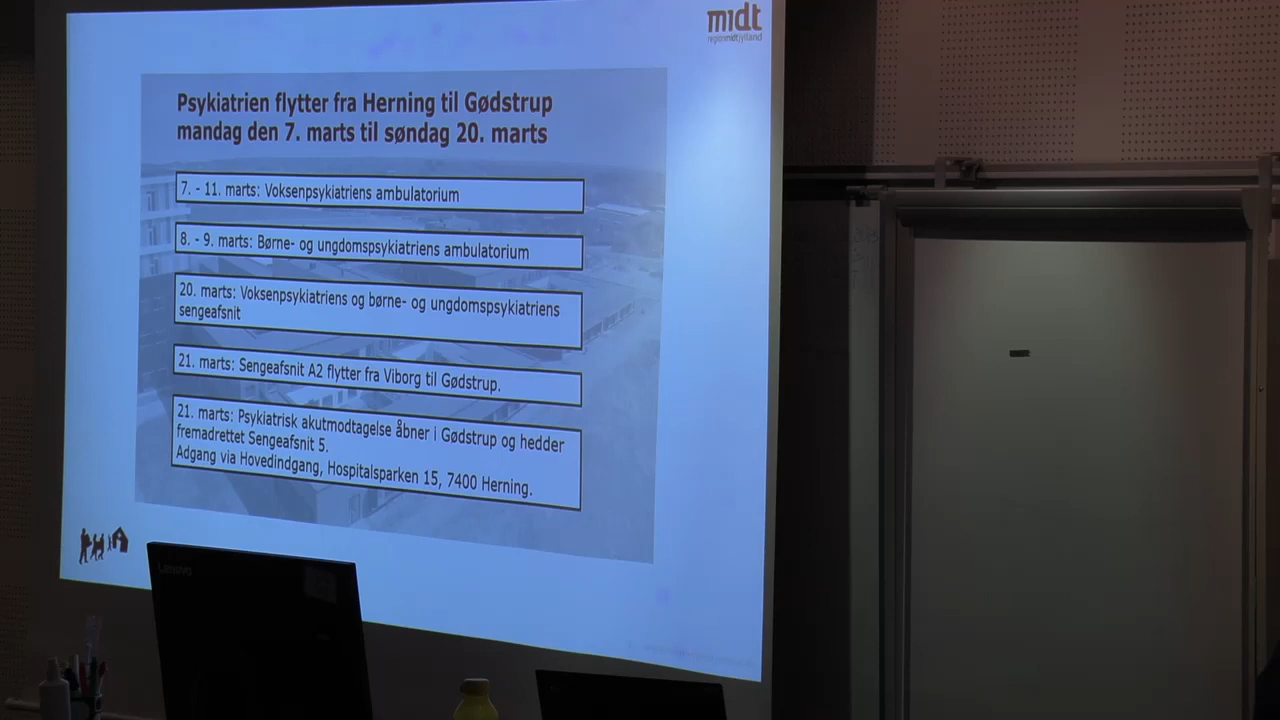 midt
regionmidtjylland
Psykiatrien flytter fra Herning til Gødstrup
mandag den 7. marts til søndag 20. marts
7. - 11. marts: Voksenpsykiatriens ambulatorium
8. - 9. marts: Børne- og ungdomspsykiatriens ambulatorium
20. marts: Voksenpsykiatriens og børne- og ungdomspsykiatriens
sengeafsnit
21. marts: Sengeafsnit A2 flytter fra Viborg til Gødstrup.
21. marts: Psykiatrisk akutmodtagelse åbner i Gødstrup og hedder
fremadrettet Sengeafsnit 5.
Adgang via Hovedindgang, Hospitalsparken 15, 7400 Herning.
Lenovo